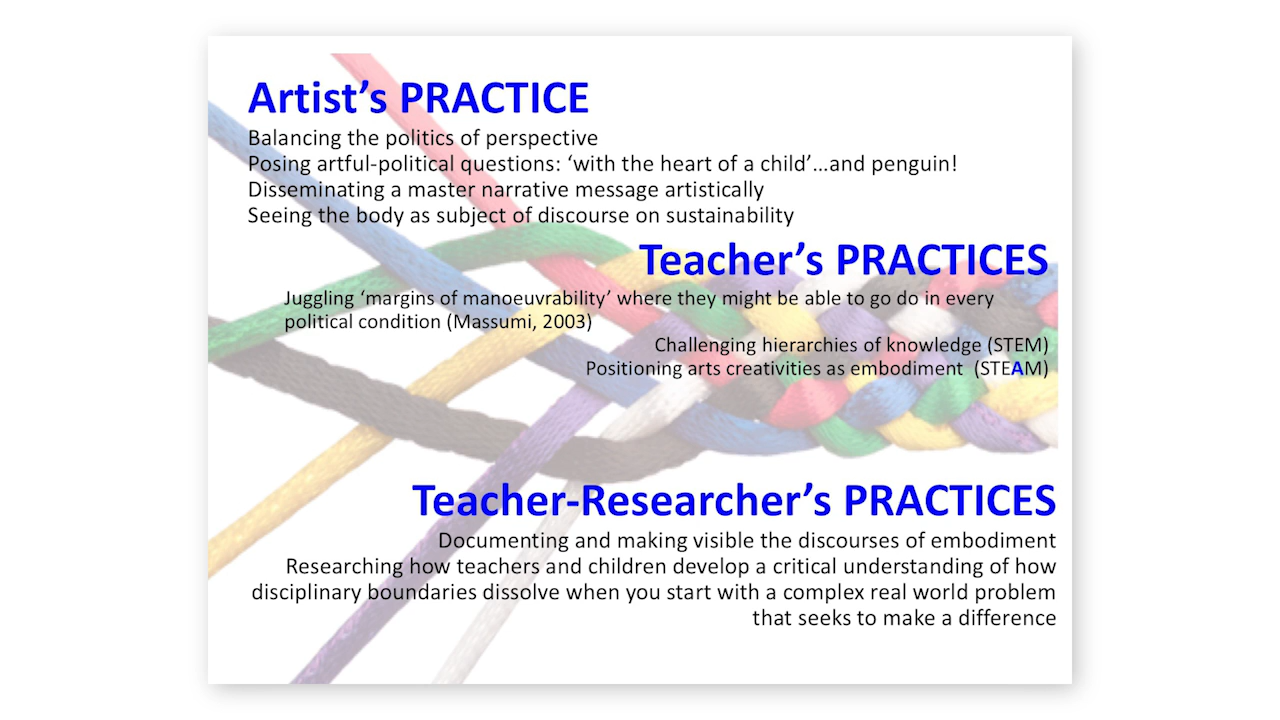 Artist’s PRACTICE
Balancing the politics of perspective
Posing artful-political questions: ‘with the heart of a child’...and penguin!
Disseminating a master narrative message artistically
Seeing the body as subject of discourse on sustainability
Teacher’s PRACTICES
Juggling ‘margins of manoeuvrability’ where they might be able to go do in every
political condition (Massumi, 2003)
Challenging hierarchies of knowledge (STEM)
Positioning arts creativities as embodiment (STEAM)
Teacher-Researcher’s PRACTICES
Documenting and making visible the discourses of embodiment
Researching how teachers and children develop a critical understanding of how
disciplinary boundaries dissolve when you start with a complex real world problem
that seeks to make a difference